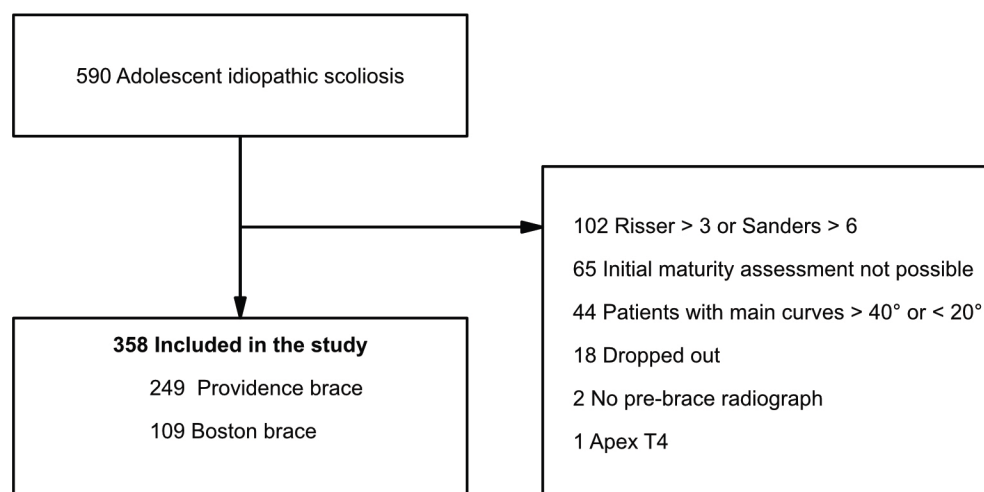 590 Adolescent idiopathic scoliosis
102 Risser > 3 or Sanders > 6
65 Initial maturity assessment not possible
44 Patients with main curves > 40° or < 20°
18 Dropped out
2 No pre-brace radiograph
1 Apex T4
358 Included in the study
249 Providence brace
109 Boston brace